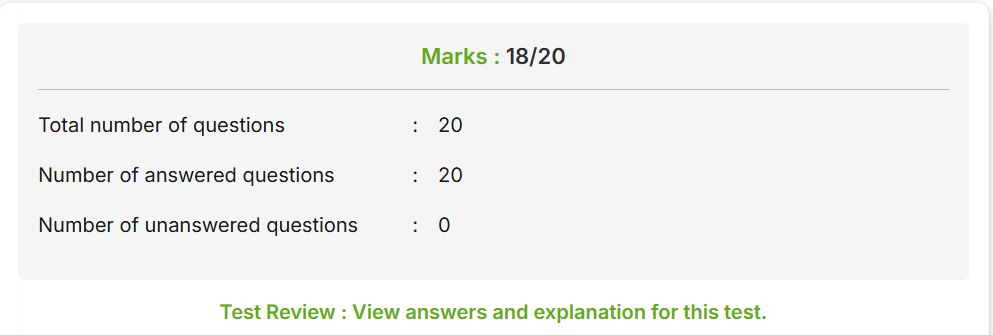 Marks : 18/20
Total number of questions : 20
Number of answered questions : 20
Number of unanswered questions : 0
Test Review : View answers and explanation for this test.